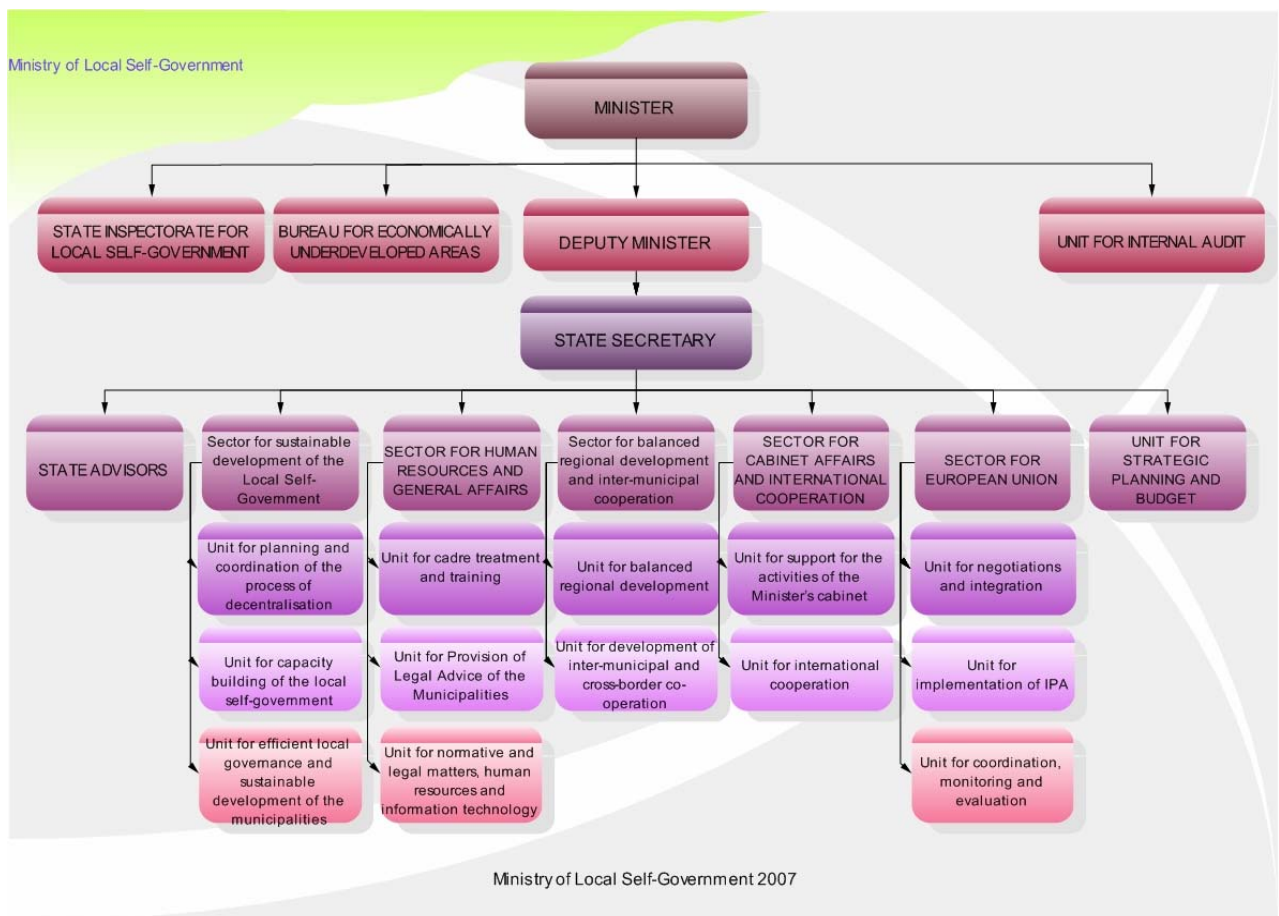 Ministry of Local Self-Government
MINISTER
STATE INSPECTORATE FOR
LOCAL SELF-GOVERNMENT
BUREAU FOR ECONOMICALLY
UNDERDEVELOPED AREAS
DEPUTY MINISTER
UNIT FOR INTERNAL AUDIT
STATE SECRETARY
STATE ADVISORS
Sector for sustainable
development of the
Local Self-
Government
SECTOR FOR HUMAN
RESOURCES AND
GENERAL AFFAIRS
Sector for balanced
regional development
and inter-municipal
cooperation
SECTOR FOR
CABINET AFFAIRS
AND INTERNATIONAL
COOPERATION
SECTOR FOR
EUROPEAN UNION
UNIT FOR
STRATEGIC
PLANNING AND
BUDGET
Unit for planning and
coordination of the
process of
decentralisation
Unit for cadre treatment
and training
Unit for balanced
regional development
Unit for support for the
activities of the
Minister's cabinet
Unit for negotiations
and integration
Unit for capacity
building of the local
self-government
Unit for Provision of
Legal Advice of the
Municipalities
Unit for development of
inter-municipal and
cross-border co-
operation
Unit for international
cooperation
Unit for
implementation of IPA
Unit for efficient local
governance and
sustainable
development of the
municipalities
Unit for normative and
legal matters, human
resources and
information technology
Unit for coordination,
monitoring and
evaluation
Ministry of Local Self-Government 2007